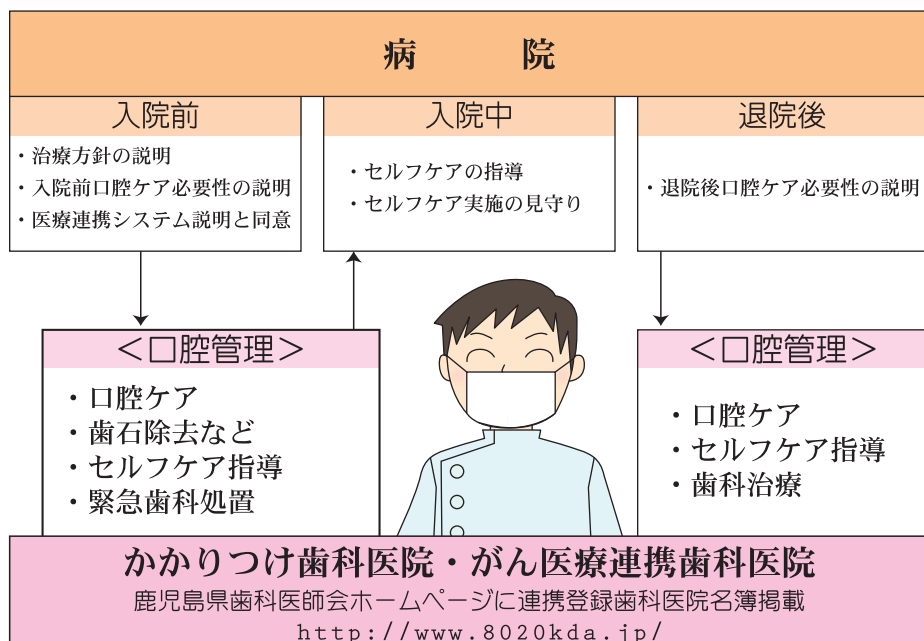 病　　院
入院前
・治療方針の説明
・入院前口腔ケア必要性の説明
・医療連携システム説明と同意
入院中
・セルフケアの指導
・セルフケア実施の見守り
退院後
・退院後口腔ケア必要性の説明
＜口腔管理＞
・口腔ケア
・歯石除去など
・セルフケア指導
・緊急歯科処置
＜口腔管理＞
・口腔ケア
・セルフケア指導
・歯科治療
かかりつけ歯科医院・がん医療連携歯科医院
鹿児島県歯科医師会ホームページに連携登録歯科医院名簿掲載
http://www.8020kda.jp/